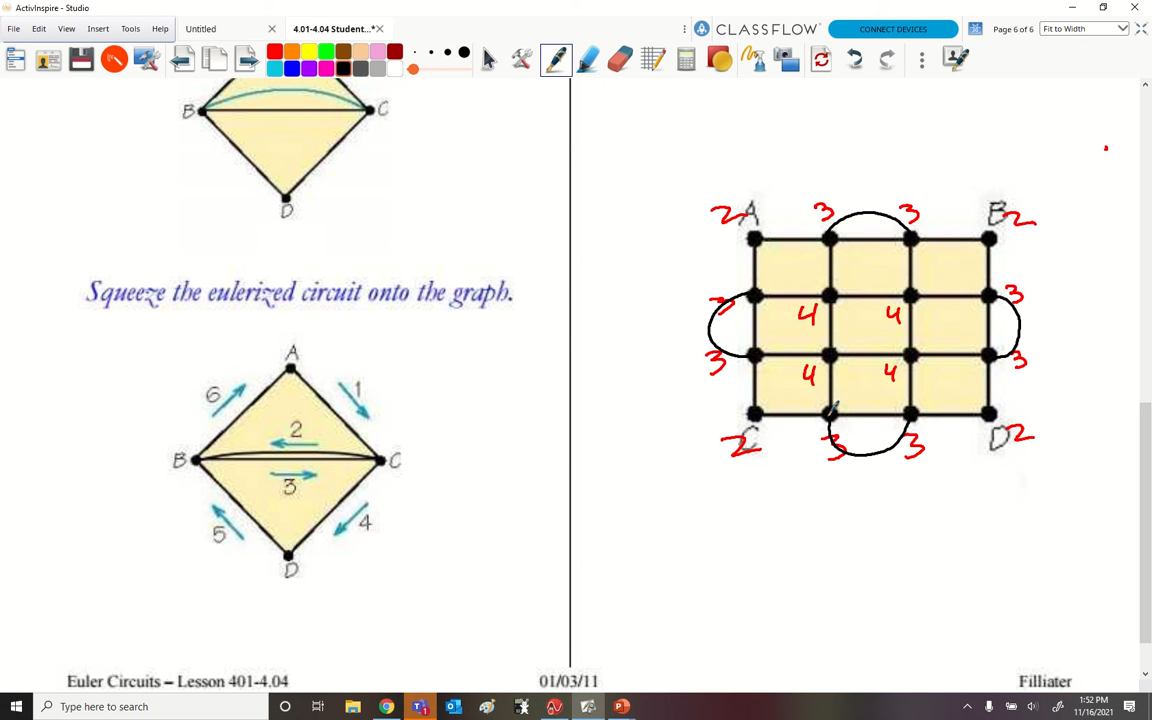 ActivInspire - Studio
File Edit View Insert Tools Help
Untitled
4.01-4.04 Student...*
CLASSFLOW
CONNECT DEVICES
Page 6 of 6
Fit to Width
B C
D
Squeeze the eulerized circuit onto the graph.
A
6 1
2
B C
3
5 4
D
2 A 3 3 B 2
3 3
4 4
3 3
4 4
C 2 3 3 D 2
Euler Circuits – Lesson 401-4.04 01/03/11 Filliater
Type here to search
1:52 PM
11/16/2021